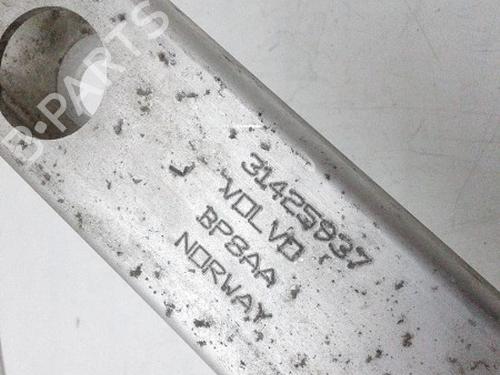 B-PARTS
31425937
VOLVO
BP8AA
NORWAY